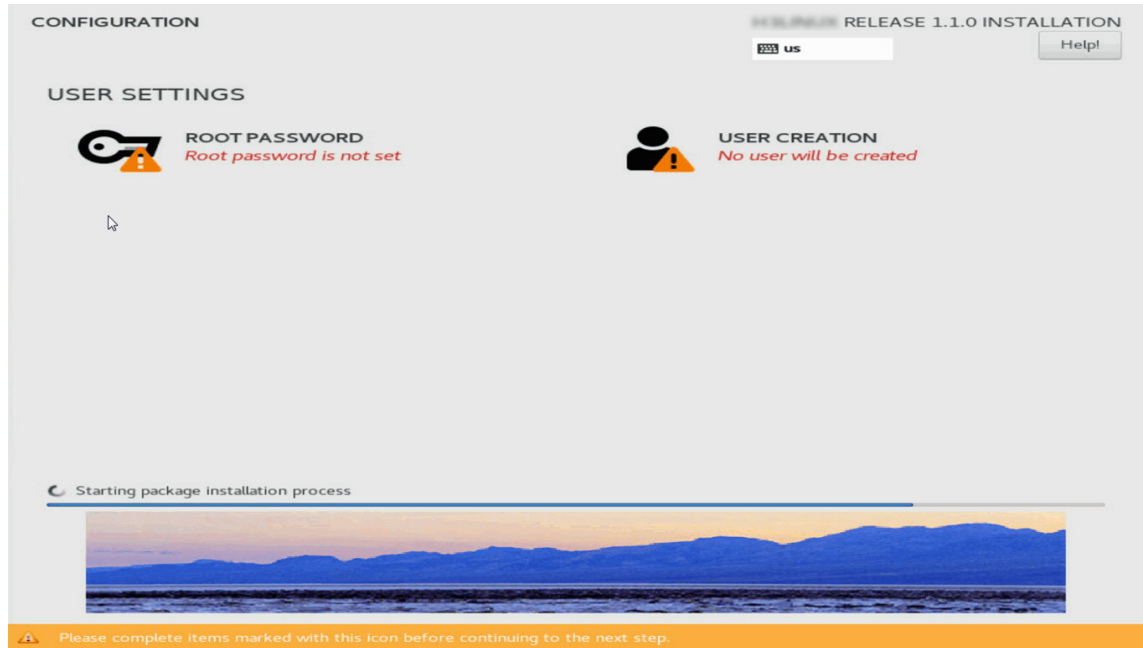 CONFIGURATION
RELEASE 1.1.0 INSTALLATION
us
Help!
USER SETTINGS
ROOT PASSWORD
Root password is not set
USER CREATION
No user will be created
Starting package installation process
Please complete items marked with this icon before continuing to the next step.